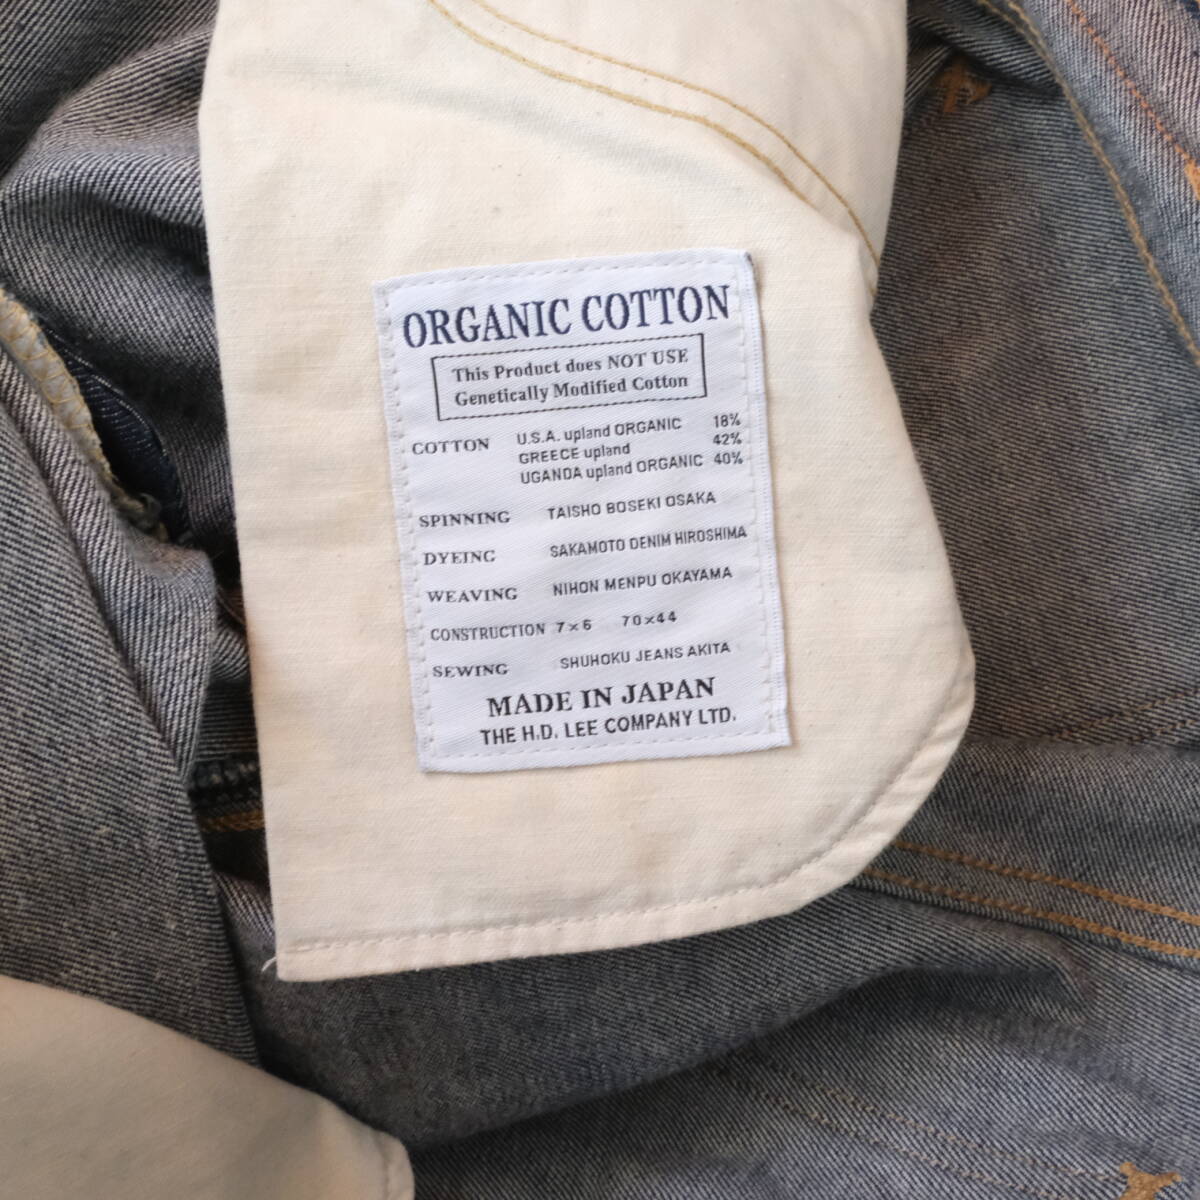 ORGANIC COTTON
This Product does NOT USE
Genetically Modified Cotton
COTTON U.S.A. upland ORGANIC 18%
GREECE upland 42%
UGANDA upland ORGANIC 40%
SPINNING TAISHO BOSEKI OSAKA
DYEING SAKAMOTO DENIM HIROSHIMA
WEAVING NIHON MENPU OKAYAMA
CONSTRUCTION 7×6 70×44
SEWING SHUHOKU JEANS AKITA
MADE IN JAPAN
THE H.D. LEE COMPANY LTD.